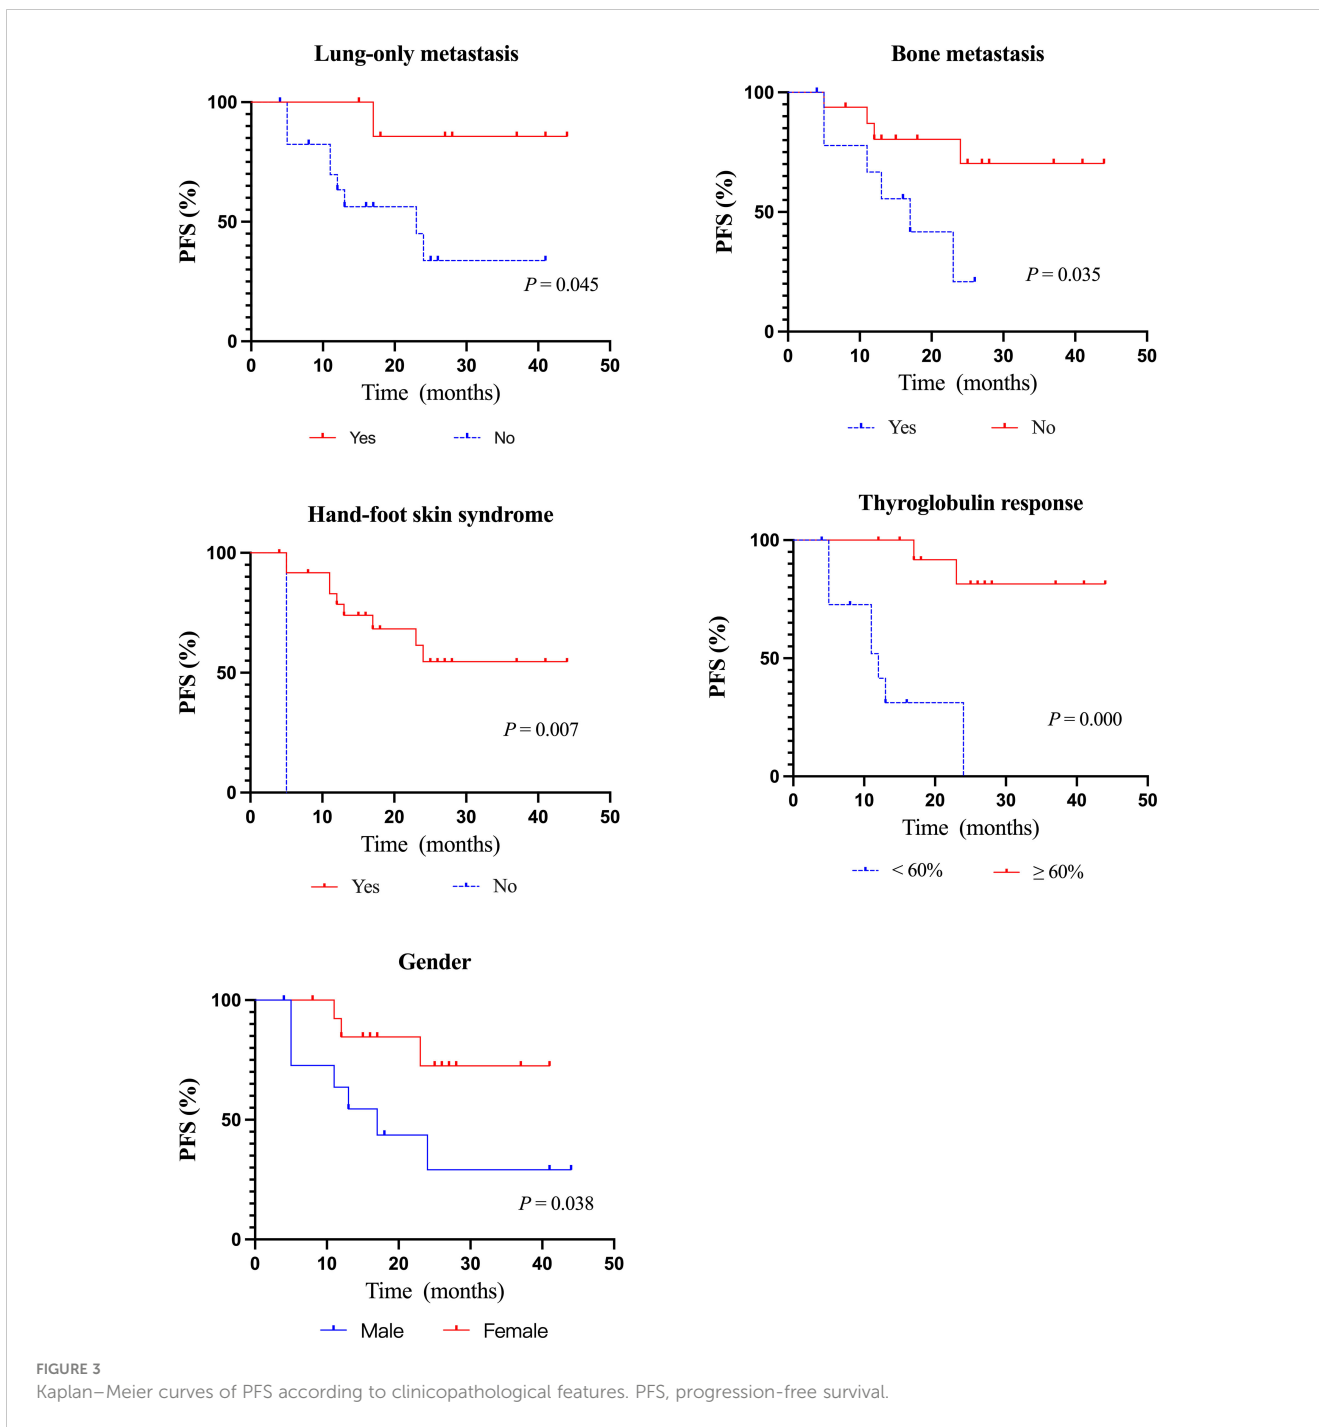 Lung-only metastasis
100
50
0
PFS (%)
0 10 20 30 40 50
Time (months)
P = 0.045
Yes No
Bone metastasis
100
50
0
PFS (%)
0 10 20 30 40 50
Time (months)
P = 0.035
Yes No
Hand-foot skin syndrome
100
50
0
PFS (%)
0 10 20 30 40 50
Time (months)
P = 0.007
Yes No
Thyroglobulin response
100
50
0
PFS (%)
0 10 20 30 40 50
Time (months)
P = 0.000
< 60% ≥ 60%
Gender
100
50
0
PFS (%)
0 10 20 30 40 50
Time (months)
P = 0.038
Male Female
FIGURE 3
Kaplan–Meier curves of PFS according to clinicopathological features. PFS, progression-free survival.